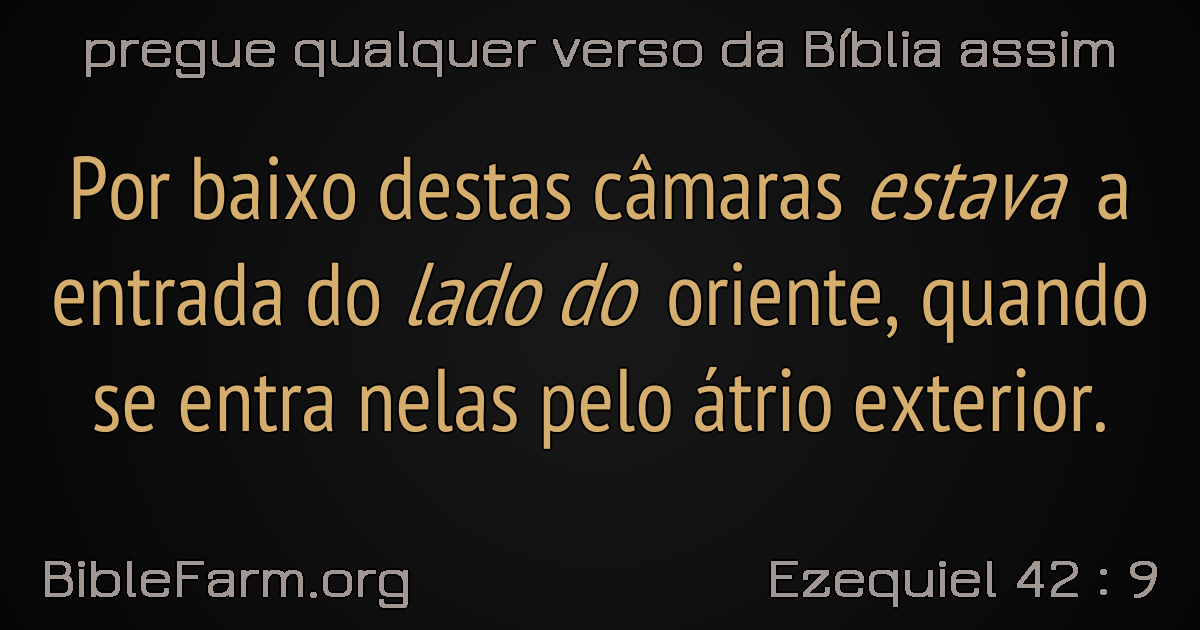 pregue qualquer verso da Bíblia assim
Por baixo destas câmaras estava a
entrada do lado do oriente, quando
se entra nelas pelo átrio exterior.
BibleFarm.org
Ezequiel 42 : 9